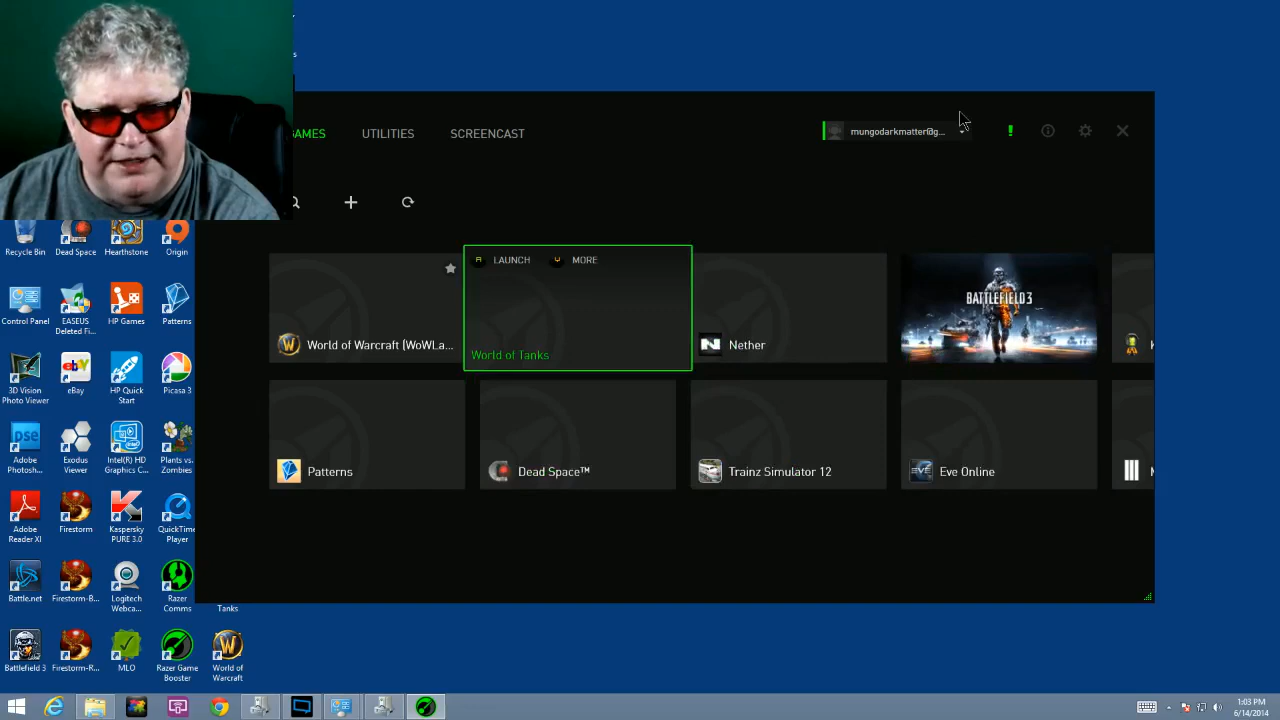 GAMES
UTILITIES
SCREENCAST
mungodarkmatter@g...
LAUNCH
MORE
World of Warcraft (WoWLa...
World of Tanks
Nether
BATTLEFIELD 3
Patterns
Dead Space™
Trainz Simulator 12
Eve Online
Recycle Bin
Dead Space
Hearthstone
Origin
Control Panel
EASEUS
Deleted Fi...
HP Games
Patterns
3D Vision
Photo Viewer
eBay
HP Quick
Start
Picasa 3
Adobe
Photosh...
Exodus
Viewer
Intel(R) HD
Graphics C...
Plants vs.
Zombies
Adobe
Reader XI
Firestorm
Kaspersky
PURE 3.0
QuickTime
Player
Battle.net
Firestorm-B...
Logitech
Webca...
Razer
Comms
Tanks
Battlefield 3
Firestorm-R...
MLO
Razer Game
Booster
World of
Warcraft
1:03 PM
6/14/2014